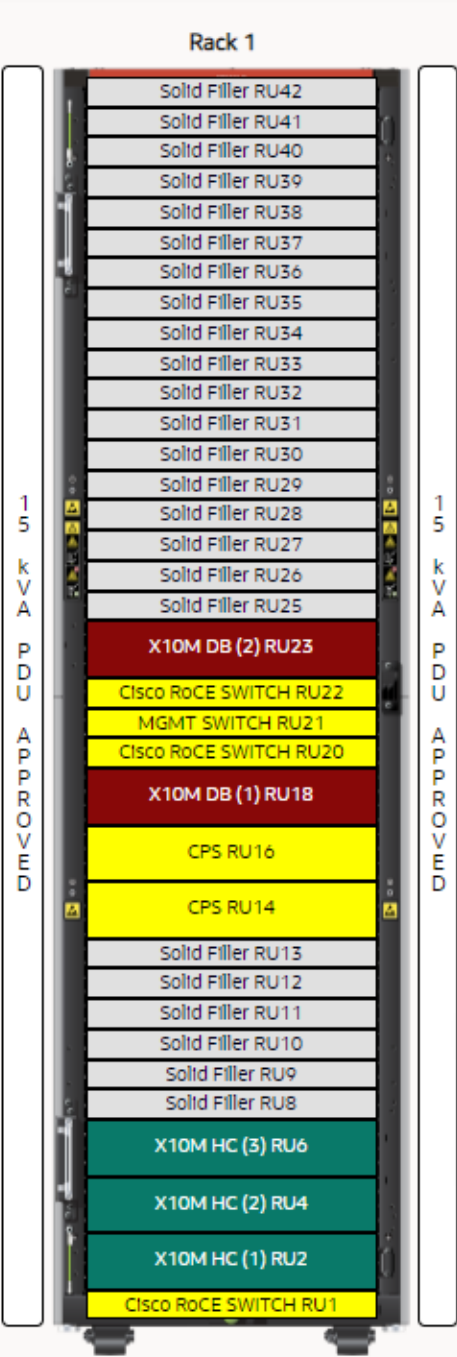 Rack 1
Solid Filler RU42
Solid Filler RU41
Solid Filler RU40
Solid Filler RU39
Solid Filler RU38
Solid Filler RU37
Solid Filler RU36
Solid Filler RU35
Solid Filler RU34
Solid Filler RU33
Solid Filler RU32
Solid Filler RU31
Solid Filler RU30
Solid Filler RU29
Solid Filler RU28
Solid Filler RU27
Solid Filler RU26
Solid Filler RU25
X10M DB (2) RU23
Cisco RoCE SWITCH RU22
MGMT SWITCH RU21
Cisco RoCE SWITCH RU20
X10M DB (1) RU18
CPS RU16
CPS RU14
Solid Filler RU13
Solid Filler RU12
Solid Filler RU11
Solid Filler RU10
Solid Filler RU9
Solid Filler RU8
X10M HC (3) RU6
X10M HC (2) RU4
X10M HC (1) RU2
Cisco RoCE SWITCH RU1
15 kVA PDU APPROVED
15 kVA PDU APPROVED